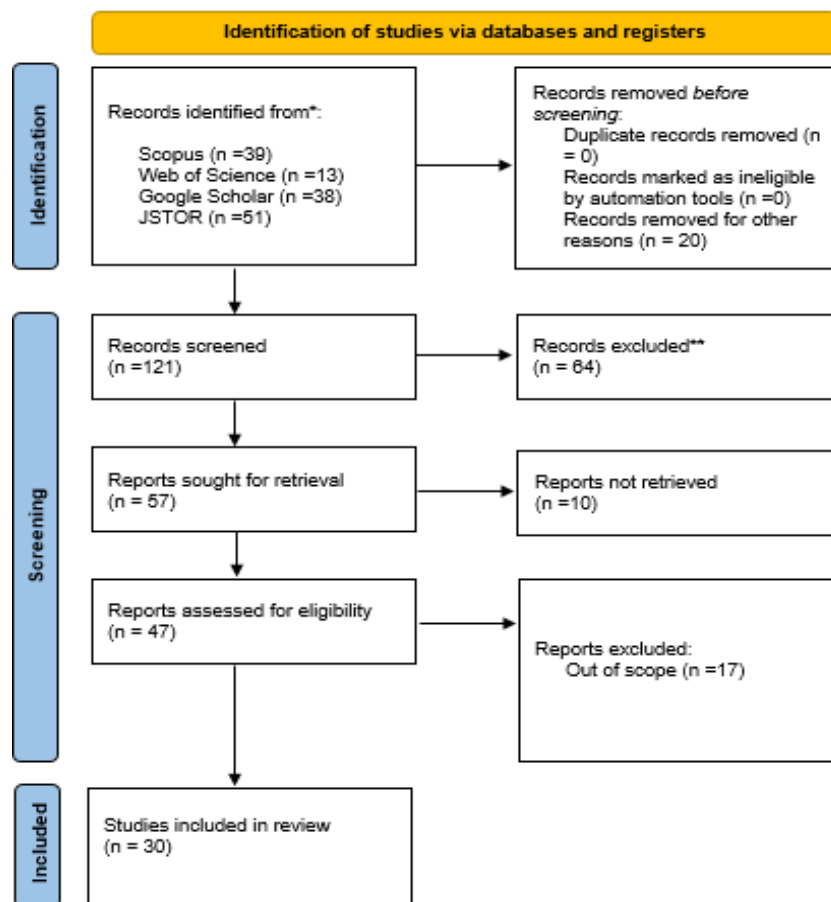 Identification of studies via databases and registers
Identification
Records identified from*:
Scopus (n =39)
Web of Science (n =13)
Google Scholar (n =38)
JSTOR (n =51)
Records removed before
screening:
Duplicate records removed (n
= 0)
Records marked as ineligible
by automation tools (n =0)
Records removed for other
reasons (n = 20)
Screening
Records screened
(n =121)
Records excluded**
(n = 64)
Reports sought for retrieval
(n = 57)
Reports not retrieved
(n =10)
Reports assessed for eligibility
(n = 47)
Reports excluded:
Out of scope (n =17)
Included
Studies included in review
(n = 30)